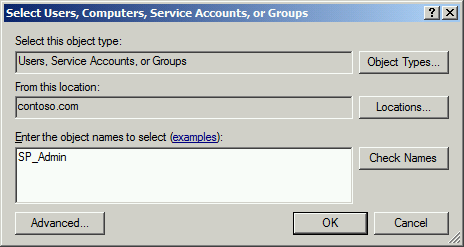 Select Users, Computers, Service Accounts, or Groups
Select this object type:
Users, Service Accounts, or Groups
Object Types...
From this location:
contoso.com
Locations...
Enter the object names to select (examples):
SP_Admin
Check Names
Advanced...
OK
Cancel